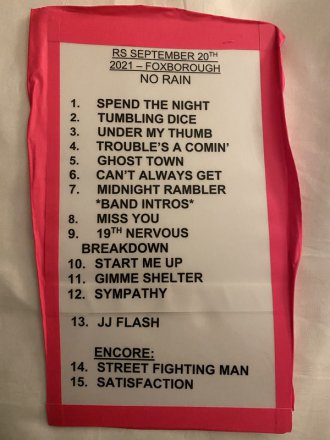 RS SEPTEMBER 20TH
2021 – FOXBOROUGH
NO RAIN
1. SPEND THE NIGHT
2. TUMBLING DICE
3. UNDER MY THUMB
4. TROUBLE'S A COMIN'
5. GHOST TOWN
6. CAN'T ALWAYS GET
7. MIDNIGHT RAMBLER
*BAND INTROS*
8. MISS YOU
9. 19TH NERVOUS
BREAKDOWN
10. START ME UP
11. GIMME SHELTER
12. SYMPATHY
13. JJ FLASH
ENCORE:
14. STREET FIGHTING MAN
15. SATISFACTION